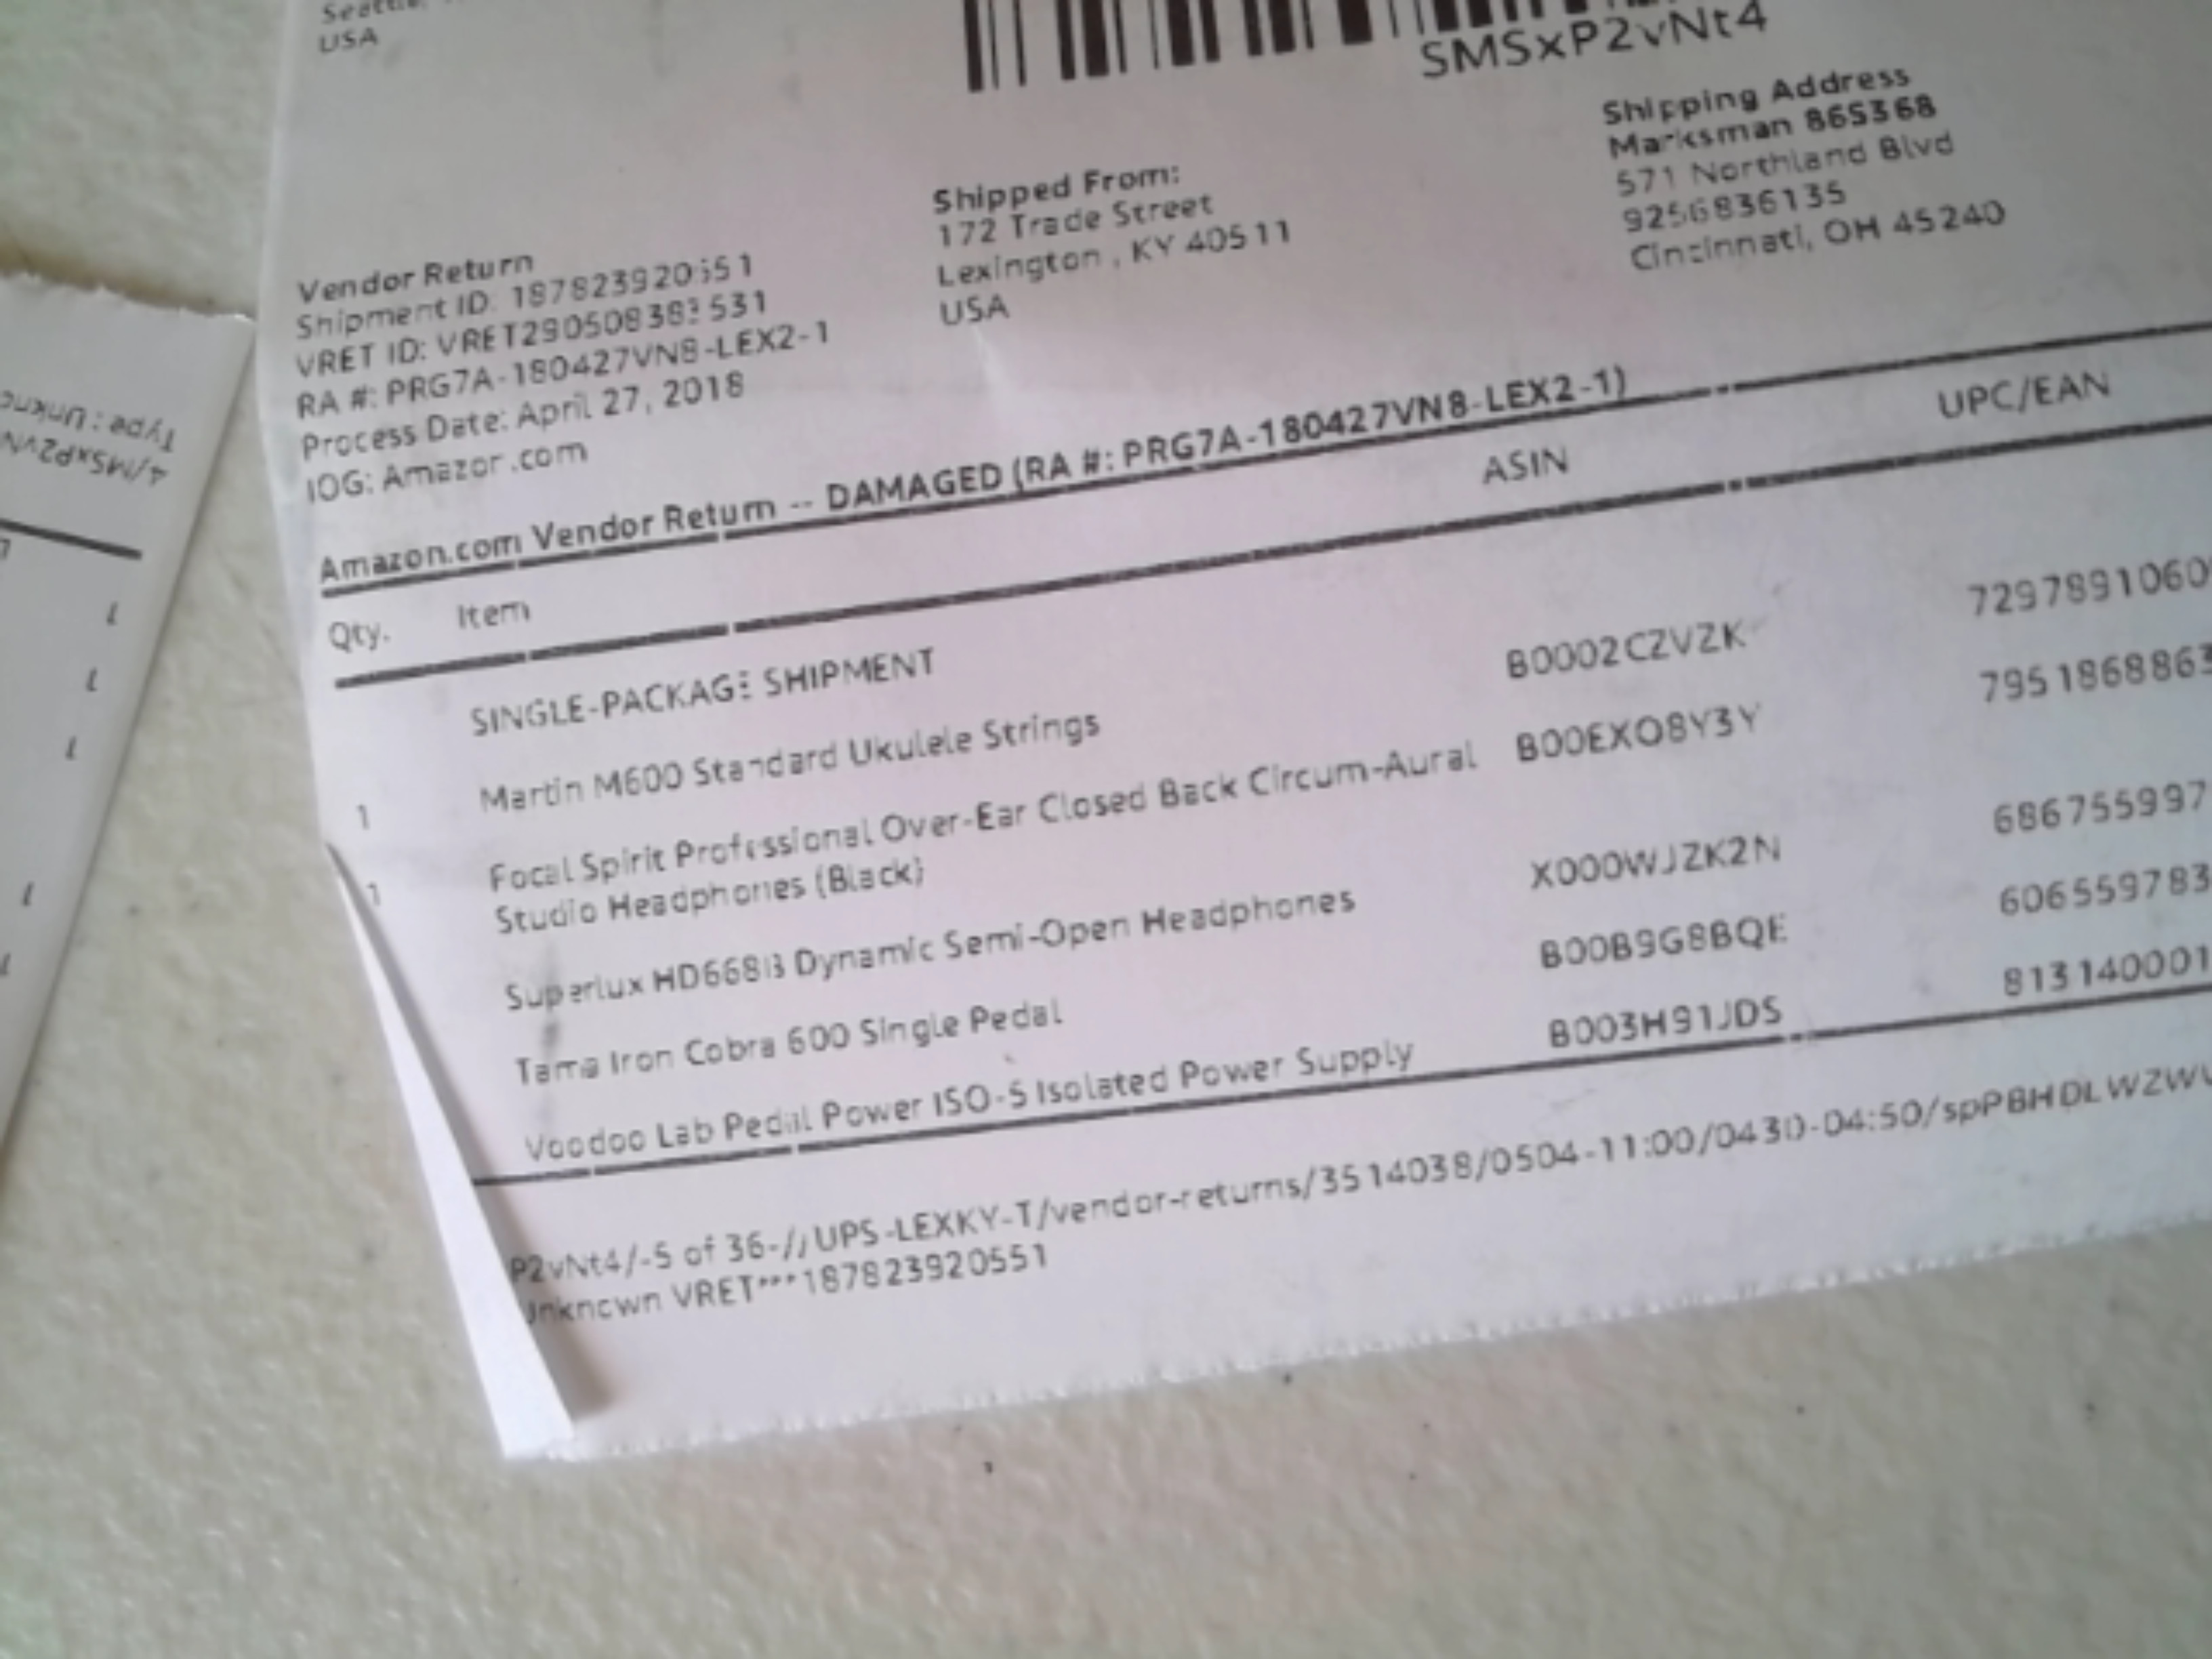 USA
SMSxP2vNt4
Shipping Address
Marksman 865368
571 Northland Blvd
9256836135
Cincinnati, OH 45240
Shipped From:
172 Trade Street
Lexington , KY 40511
USA
Vendor Return
Shipment ID: 187823920551
VRET ID:
RA #: PRG7A-180427VN8-LEX2-1
Process Date: April 27, 2018
IOG: Amazon.com
Amazon.com Vendor Return -- DAMAGED (RA #: PRG7A-180427VN8-LEX2-1)
Qty. Item ASIN UPC/EAN
SINGLE-PACKAGE SHIPMENT
1 Martin M600 Standard Ukulele Strings B0002CZVZK 7297891060
1 Focal Spirit Professional Over-Ear Closed Back Circum-Aural B00EXO8Y3Y 7951868863
Studio Headphones (Black)
Superlux HD668B Dynamic Semi-Open Headphones X000WJZK2N 686755997
Tama Iron Cobra 600 Single Pedal B00B9G8BQE 606559783
Voodoo Lab Pedal Power ISO-5 Isolated Power Supply B003H91JDS 813140001
P2vNt4/-5 of 36-//UPS-LEXKY-T/vendor-returns/3514038/0504-11:00/0430-04:50/spPBHDLWZW
Unknown VRET***187823920551